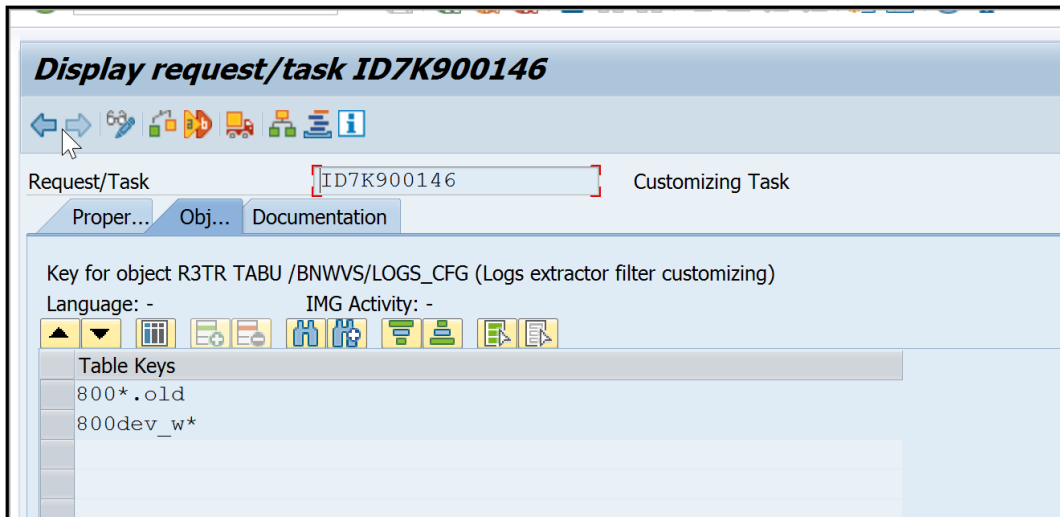 Display request/task ID7K900146
Request/Task ID7K900146 Customizing Task
Proper... Obj... Documentation
Key for object R3TR TABU /BNWVS/LOGS_CFG (Logs extractor filter customizing)
Language: - IMG Activity: -
Table Keys
800*.old
800dev_w*